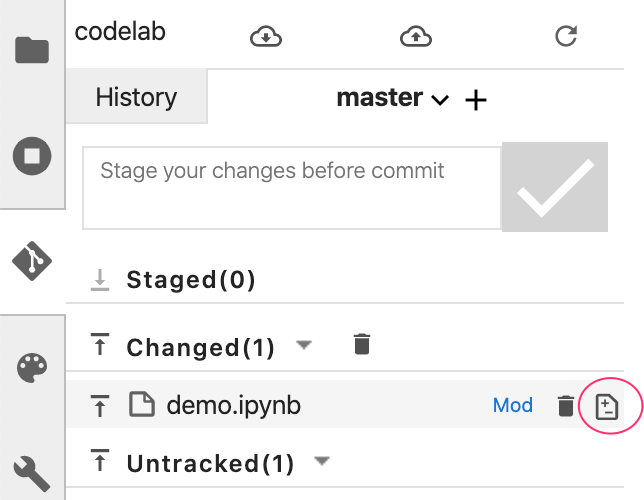 codelab
History
master
Stage your changes before commit
Staged(0)
Changed(1)
demo.ipynb Mod
Untracked(1)